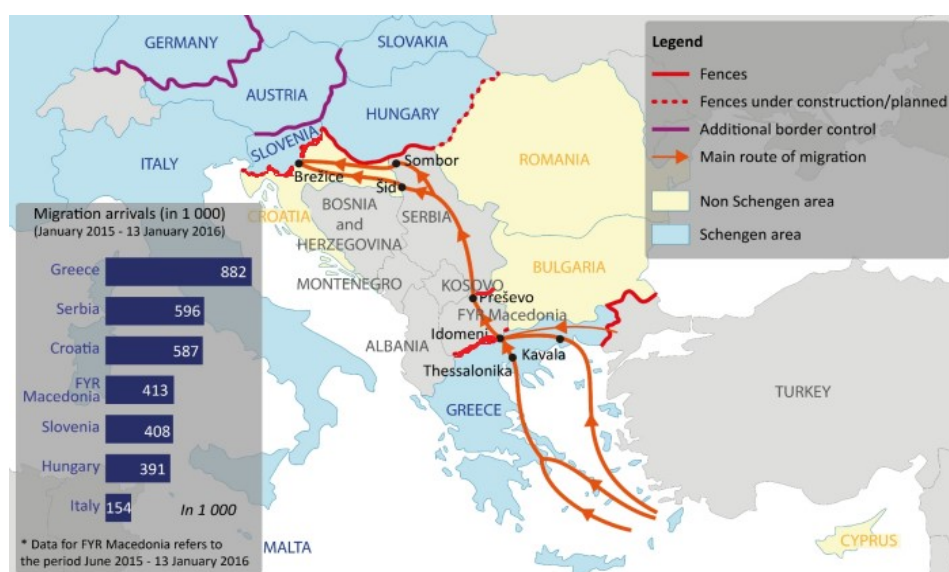 GERMANY
SLOVAKIA
AUSTRIA
HUNGARY
SLOVENIA
ITALY
ROMANIA
Sombor
Brežice
Šid
CROATIA
BOSNIA
and
HERZEGOVINA
SERBIA
MONTENEGRO
KOSOVO
BULGARIA
Preševo
FYR Macedonia
Idomeni
ALBANIA
Kavala
Thessalonika
GREECE
TURKEY
MALTA
CYPRUS
Legend
Fences
Fences under construction/planned
Additional border control
Main route of migration
Non Schengen area
Schengen area
Migration arrivals (in 1 000)
(January 2015 - 13 January 2016)
Greece 882
Serbia 596
Croatia 587
FYR
Macedonia 413
Slovenia 408
Hungary 391
Italy 154
In 1 000
* Data for FYR Macedonia refers to
the period June 2015 - 13 January 2016